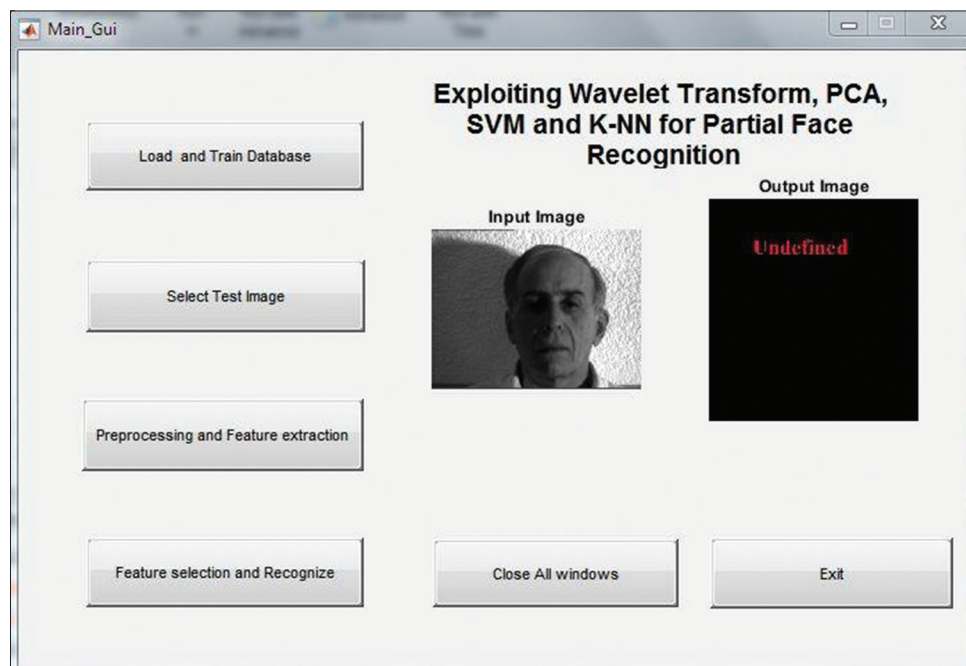 Main_Gui
Exploiting Wavelet Transform, PCA,
SVM and K-NN for Partial Face
Recognition
Load and Train Database
Output Image
Input Image
Undefined
Select Test Image
Preprocessing and Feature extraction
Feature selection and Recognize
Close All windows
Exit